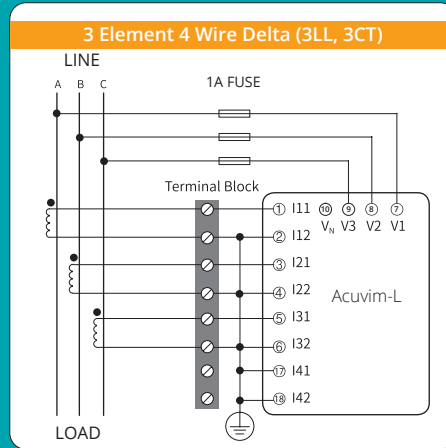 3 Element 4 Wire Delta (3LL, 3CT)
LINE
A B C
1A FUSE
Terminal Block
1 I11 10 9 8 7
VN V3 V2 V1
2 I12
3 I21
4 I22
Acuvim-L
5 I31
6 I32
17 I41
18 I42
LOAD